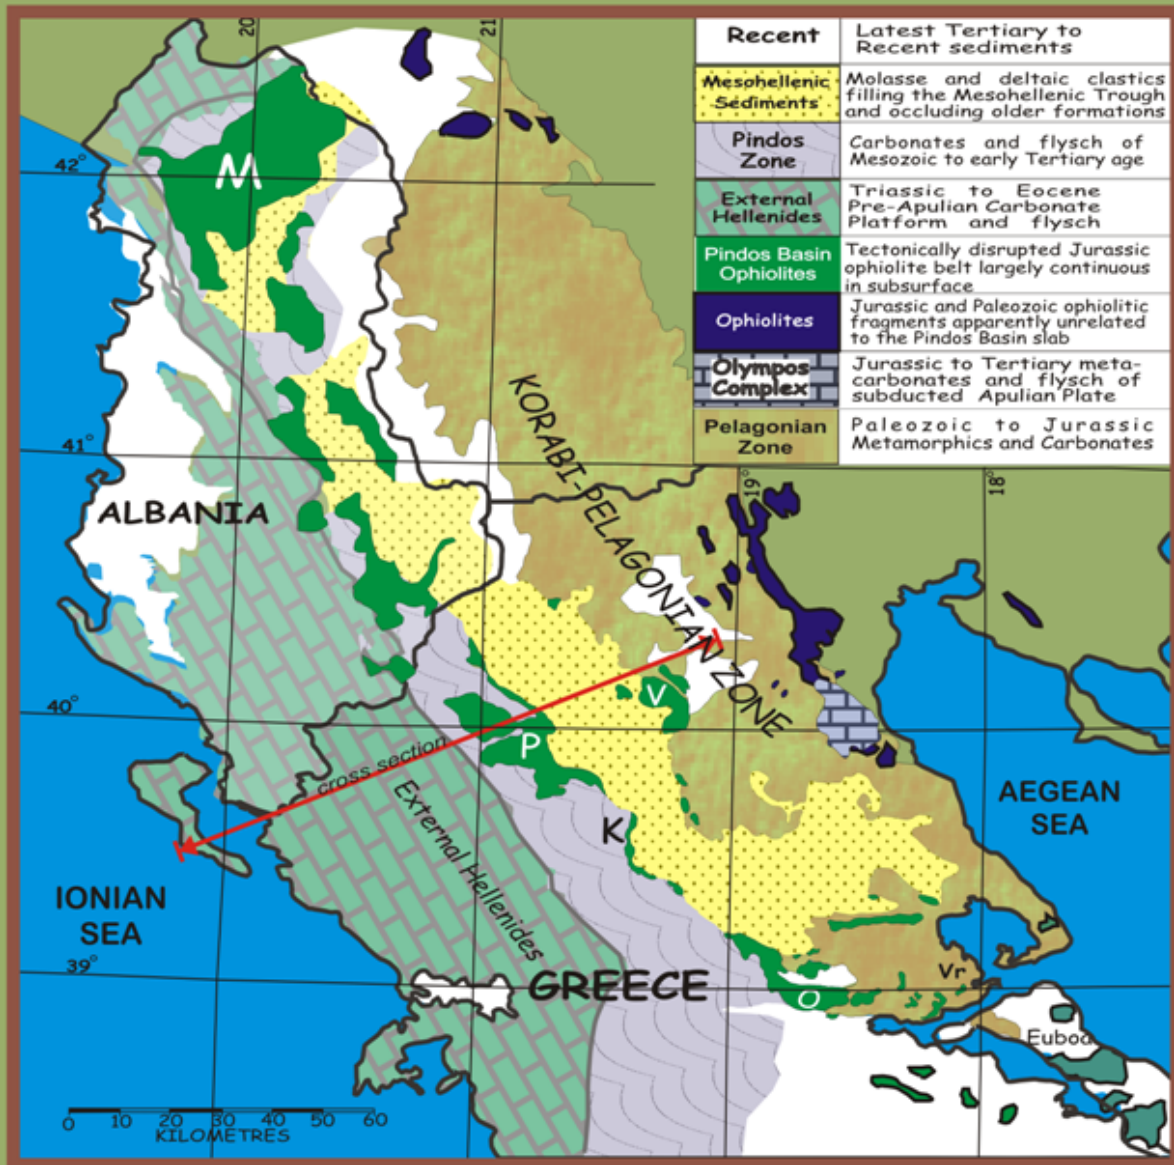 20
21
Recent
Latest Tertiary to
Recent sediments
Mesohellenic
Sediments
Molasse and deltaic clastics
filling the Mesohellenic Trough
and occluding older formations
Pindos
Zone
Carbonates and flysch of
Mesozoic to early Tertiary age
External
Hellenides
Triassic to Eocene
Pre-Apulian Carbonate
Platform and flysch
Pindos Basin
Ophiolites
Tectonically disrupted Jurassic
ophiolite belt largely continuous
in subsurface
Ophiolites
Jurassic and Paleozoic ophiolitic
fragments apparently unrelated
to the Pindos Basin slab
Olympos
Complex
Jurassic to Tertiary meta-
carbonates and flysch of
subducted Apulian Plate
Pelagonian
Zone
Paleozoic to Jurassic
Metamorphics and Carbonates
42°
M
41°
KORABI-PELAGONIAN ZONE
19°
18°
ALBANIA
40°
V
P
cross section
External Hellenides
K
AEGEAN
SEA
IONIAN
SEA
39°
GREECE
Vr
O
Euboa
0 10 20 30 40 50 60
KILOMETRES